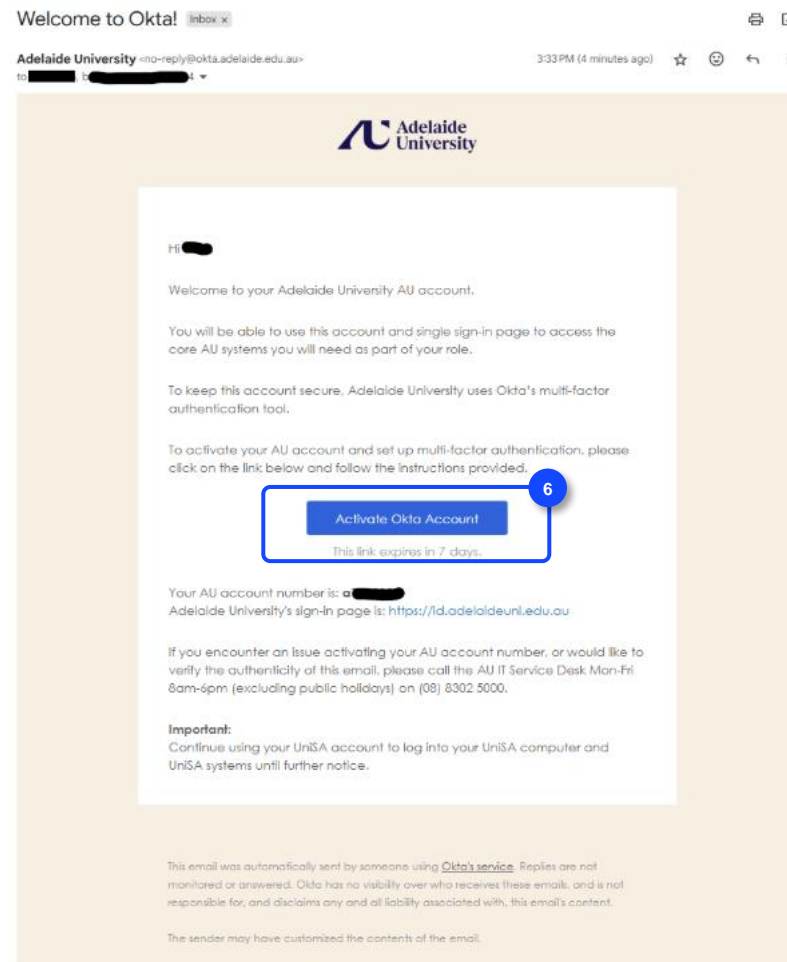 Welcome to Okta! Inbox x
Adelaide University <no-reply@okta.adelaide.edu.au> 3:33 PM (4 minutes ago)
to
Adelaide
University
Hi
Welcome to your Adelaide University AU account.
You will be able to use this account and single sign-in page to access the
core AU systems you will need as part of your role.
To keep this account secure, Adelaide University uses Okta's multi-factor
authentication tool.
To activate your AU account and set up multi-factor authentication, please
click on the link below and follow the instructions provided.
6
Activate Okta Account
This link expires in 7 days.
Your AU account number is: a
Adelaide University's sign-in page is: https://id.adelaideuni.edu.au
If you encounter an issue activating your AU account number, or would like to
verify the authenticity of this email, please call the AU IT Service Desk Mon-Fri
8am-6pm (excluding public holidays) on (08) 8302 5000.
Important:
Continue using your UniSA account to log into your UniSA computer and
UniSA systems until further notice.
This email was automatically sent by someone using Okta's service. Replies are not
monitored or answered. Okta has no visibility over who receives these emails, and is not
responsible for, and disclaims any and all liability associated with, this email's content.
The sender may have customized the contents of the email.